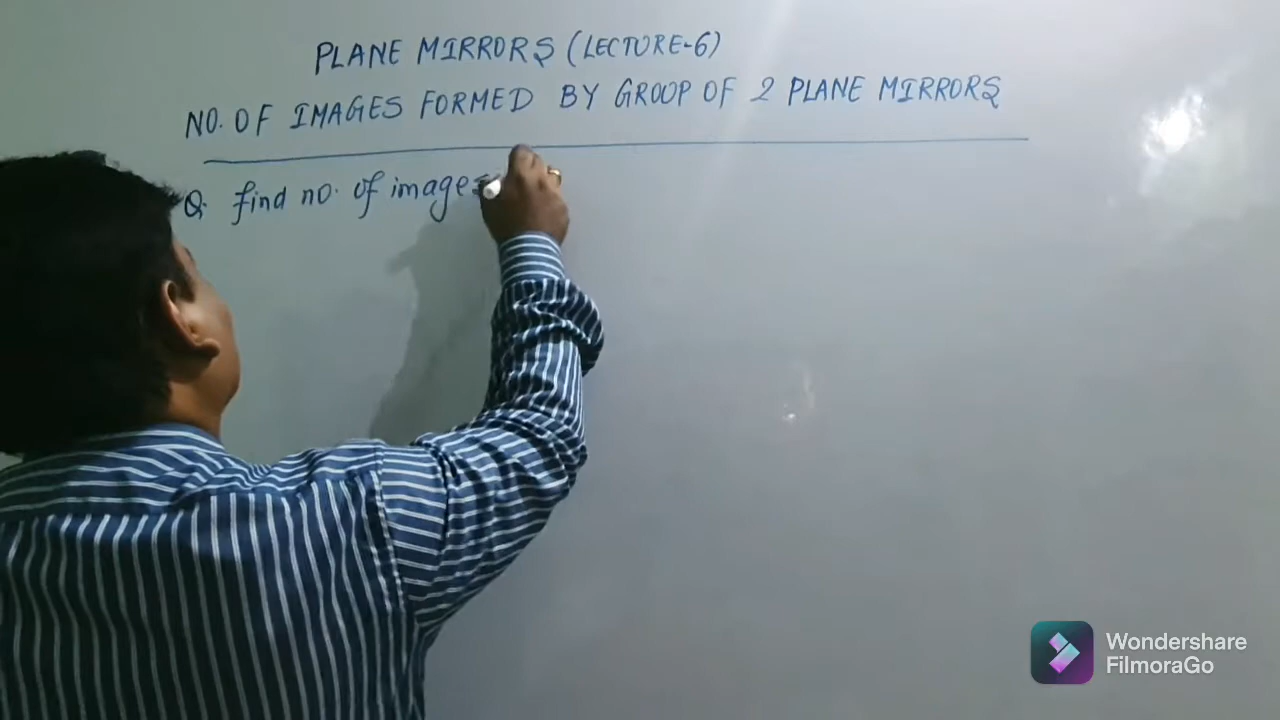 PLANE MIRRORS (LECTURE-6)
NO. OF IMAGES FORMED BY GROUP OF 2 PLANE MIRRORS
Q. find no. of images
Wondershare
FilmoraGo